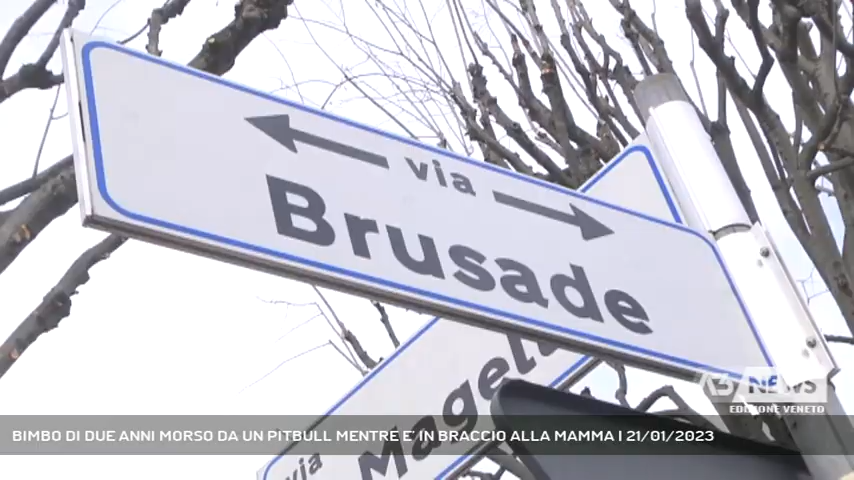 via
Brusade
via Magell
A3 NEWS
EDIZIONE VENETO
BIMBO DI DUE ANNI MORSO DA UN PITBULL MENTRE E' IN BRACCIO ALLA MAMMA | 21/01/2023